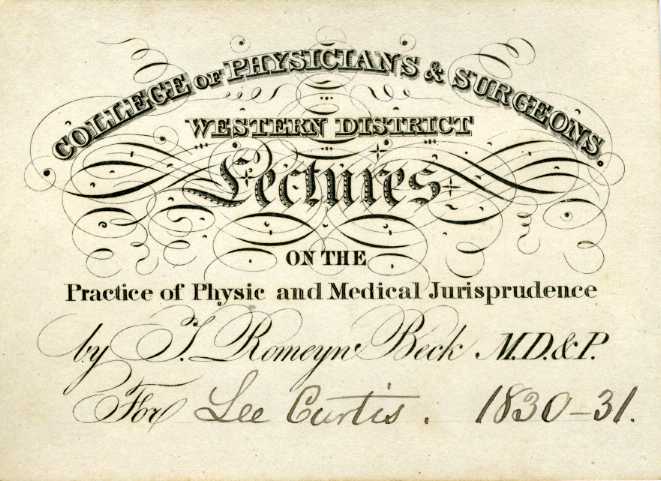 COLLEGE OF PHYSICIANS & SURGEONS.
WESTERN DISTRICT
Lectures
ON THE
Practice of Physic and Medical Jurisprudence
by T. Romeyn Beck M.D. & P.
For Lee Curtis. 1830-31.